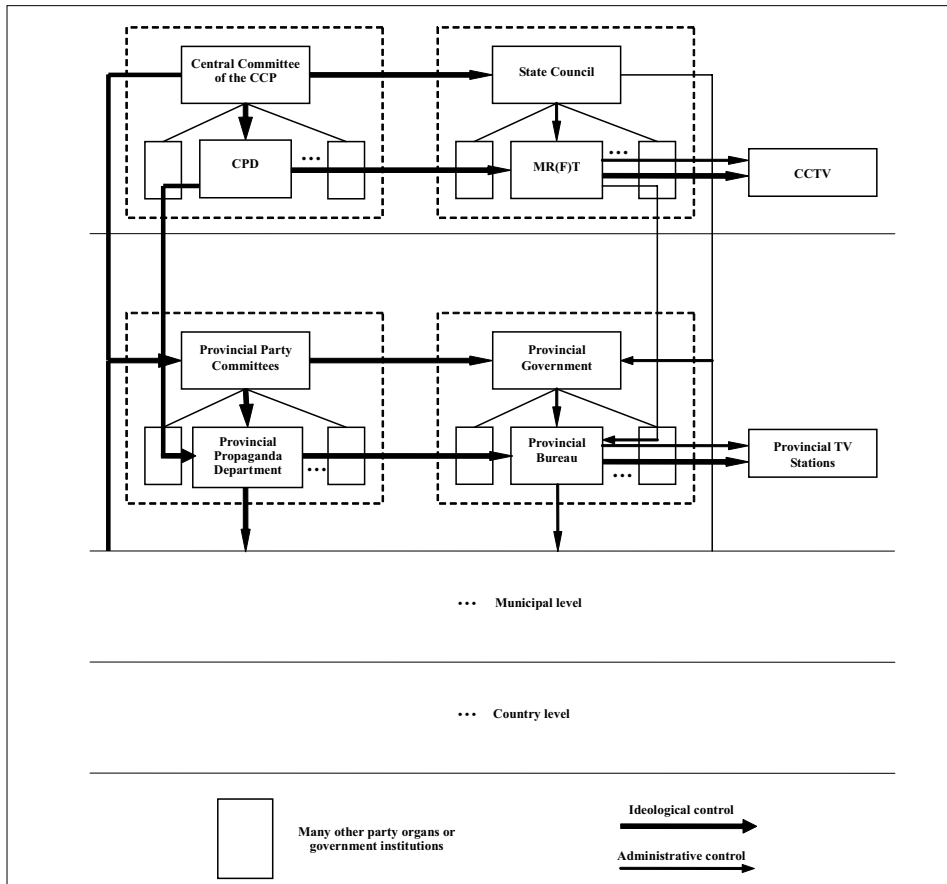 Central Committee
of the CCP
State Council
CPD
...
MR(F)T
...
CCTV
Provincial Party
Committees
Provincial
Government
Provincial
Propaganda
Department
...
Provincial
Bureau
...
Provincial TV
Stations
... Municipal level
... Country level
Many other party organs or
government institutions
Ideological control
Administrative control